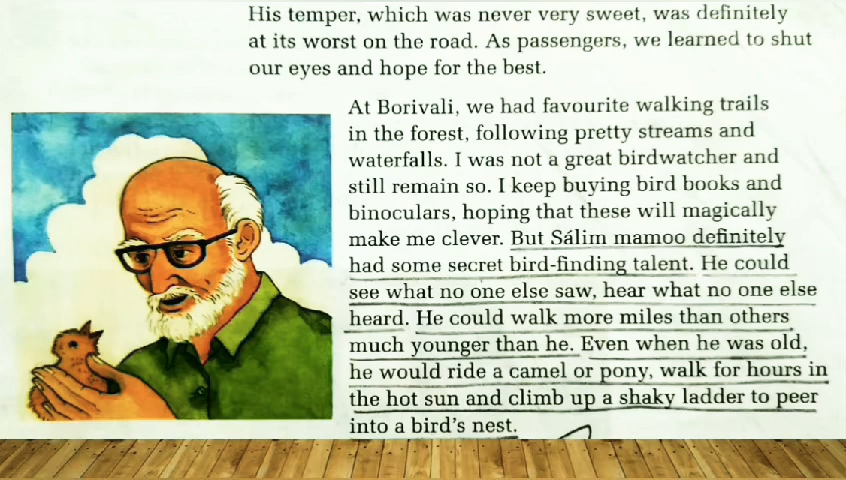 His temper, which was never very sweet, was definitely
at its worst on the road. As passengers, we learned to shut
our eyes and hope for the best.
At Borivali, we had favourite walking trails
in the forest, following pretty streams and
waterfalls. I was not a great birdwatcher and
still remain so. I keep buying bird books and
binoculars, hoping that these will magically
make me clever. But Sálim mamoo definitely
had some secret bird-finding talent. He could
see what no one else saw, hear what no one else
heard. He could walk more miles than others
much younger than he. Even when he was old,
he would ride a camel or pony, walk for hours in
the hot sun and climb up a shaky ladder to peer
into a bird's nest.